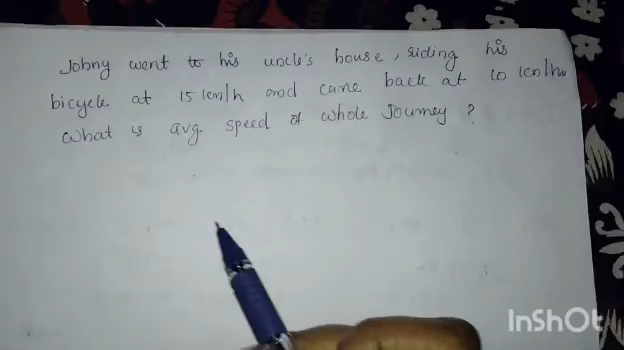 Johny went to his uncle's house, riding his
bicycle at 15 km/h and came back at 10 km/h
What is avg. speed of whole Journey ?
InShOt